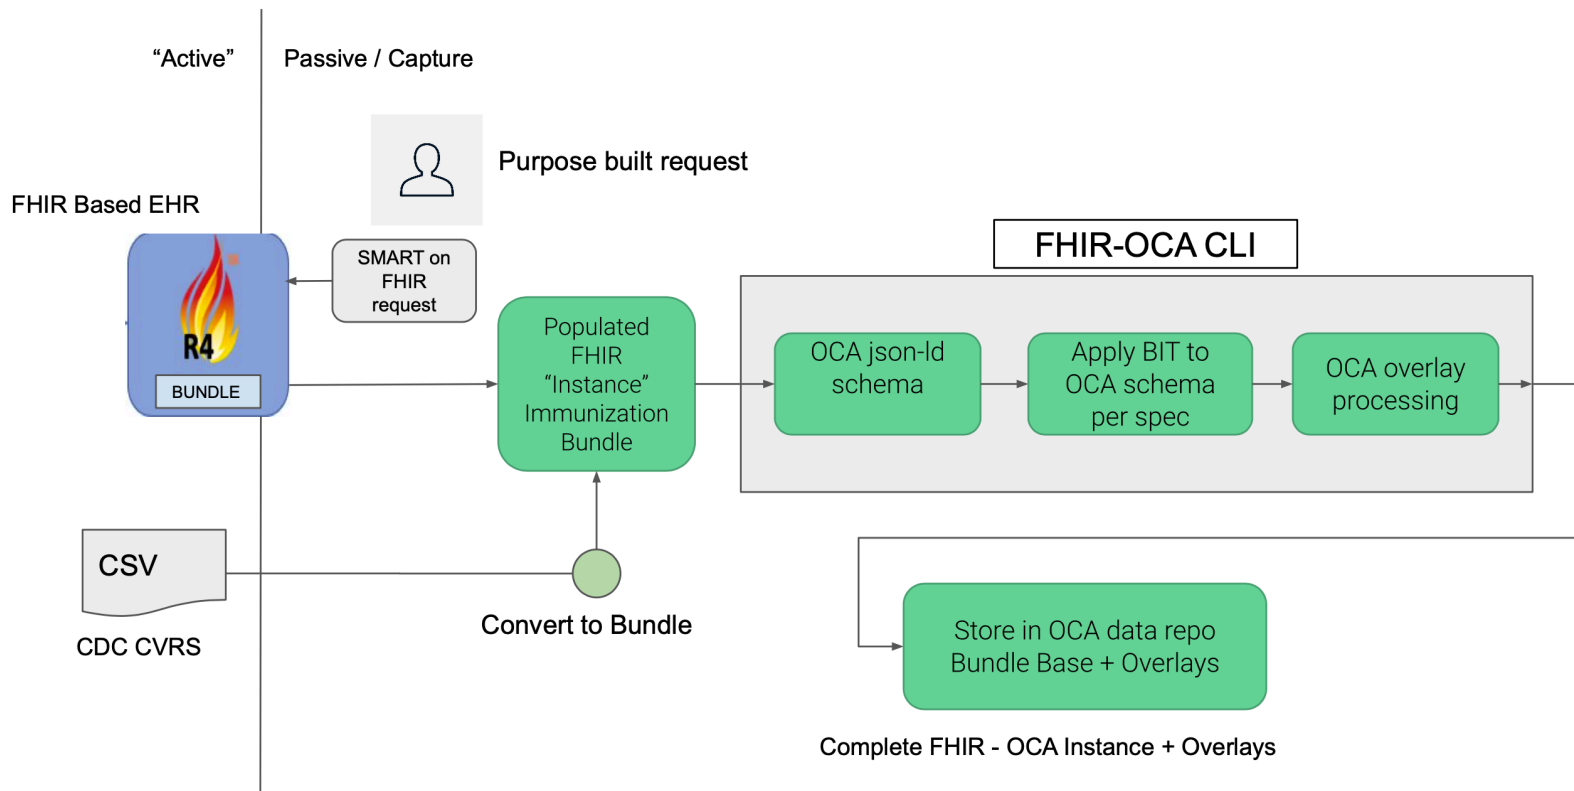 “Active”
Passive / Capture
Purpose built request
FHIR Based EHR
SMART on
FHIR
request
R4
BUNDLE
Populated
FHIR
“Instance”
Immunization
Bundle
FHIR-OCA CLI
OCA json-ld
schema
Apply BIT to
OCA schema
per spec
OCA overlay
processing
CSV
CDC CVRS
Convert to Bundle
Store in OCA data repo
Bundle Base + Overlays
Complete FHIR - OCA Instance + Overlays